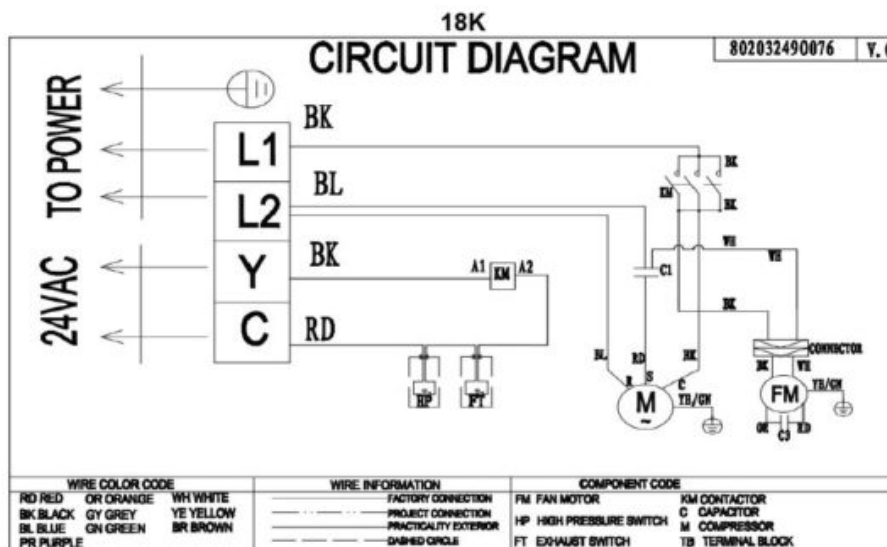 18K
CIRCUIT DIAGRAM
802032490076
TO POWER
24VAC
L1
L2
Y
C
BK
BL
BK
RD
A1 KM A2
HP
FT
KM
BK
BK
WH
WH
C1
BK
CONNECTOR
BL
RD
BK
R
S
C
M
~
YE/GN
BK
WH
FM
YE/GN
OR
C3
RD
WIRE COLOR CODE
RD RED OR ORANGE WH WHITE
BK BLACK GY GREY YE YELLOW
BL BLUE GN GREEN BR BROWN
PR PURPLE
WIRE INFORMATION
FACTORY CONNECTION
PROJECT CONNECTION
PRACTICALITY EXTERIOR
DASHED CIRCLE
COMPONENT CODE
FM FAN MOTOR KM CONTACTOR
C CAPACITOR
HP HIGH PRESSURE SWITCH M COMPRESSOR
FT EXHAUST SWITCH TB TERMINAL BLOCK